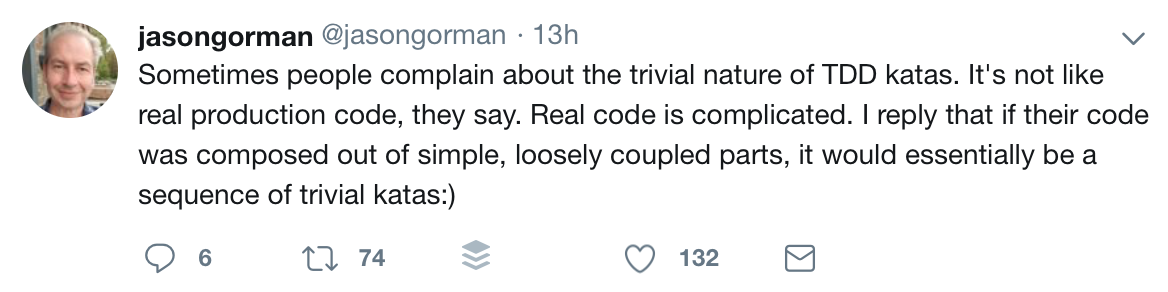 jasongorman @jasongorman · 13h
Sometimes people complain about the trivial nature of TDD katas. It's not like
real production code, they say. Real code is complicated. I reply that if their code
was composed out of simple, loosely coupled parts, it would essentially be a
sequence of trivial katas:)
6 74 132